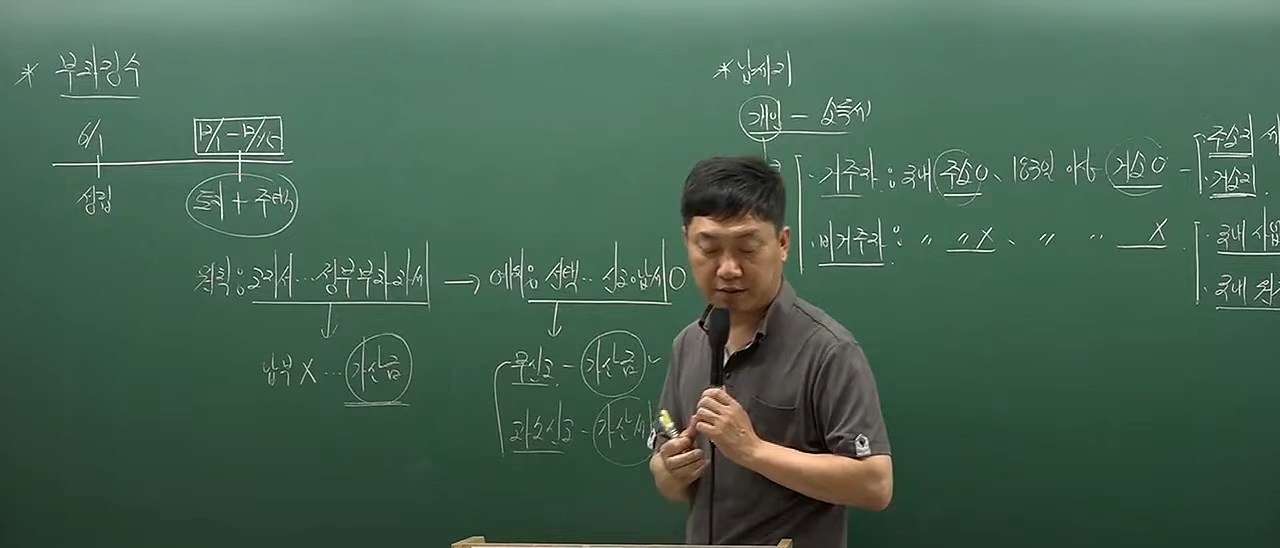 * 부과징수
6/1 12/1-12/15
성립 토지+주택
원칙: 고지서…정부부과과세 → 예외: 선택…신고납세O
납부X…가산금
무신고 - 가산금
과소신고 - 가산세
* 납세지
개인 - 소득세
거주자: 국내 주소O、183일 이상 거소O -
주소지
거소지
비거주자: 〃 〃X、 〃 〃 X
국내 사업
국내 원